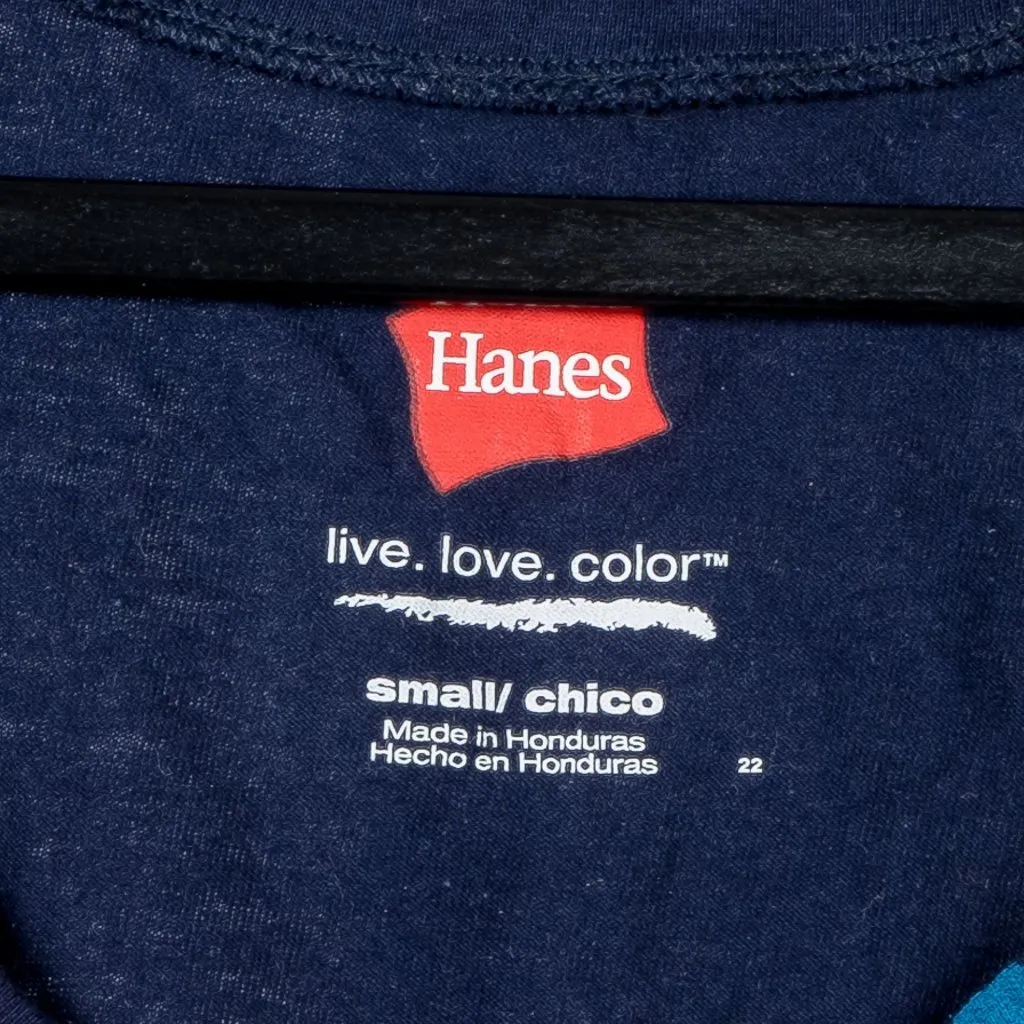 Hanes
live. love. color™
small/ chico
Made in Honduras
Hecho en Honduras
22